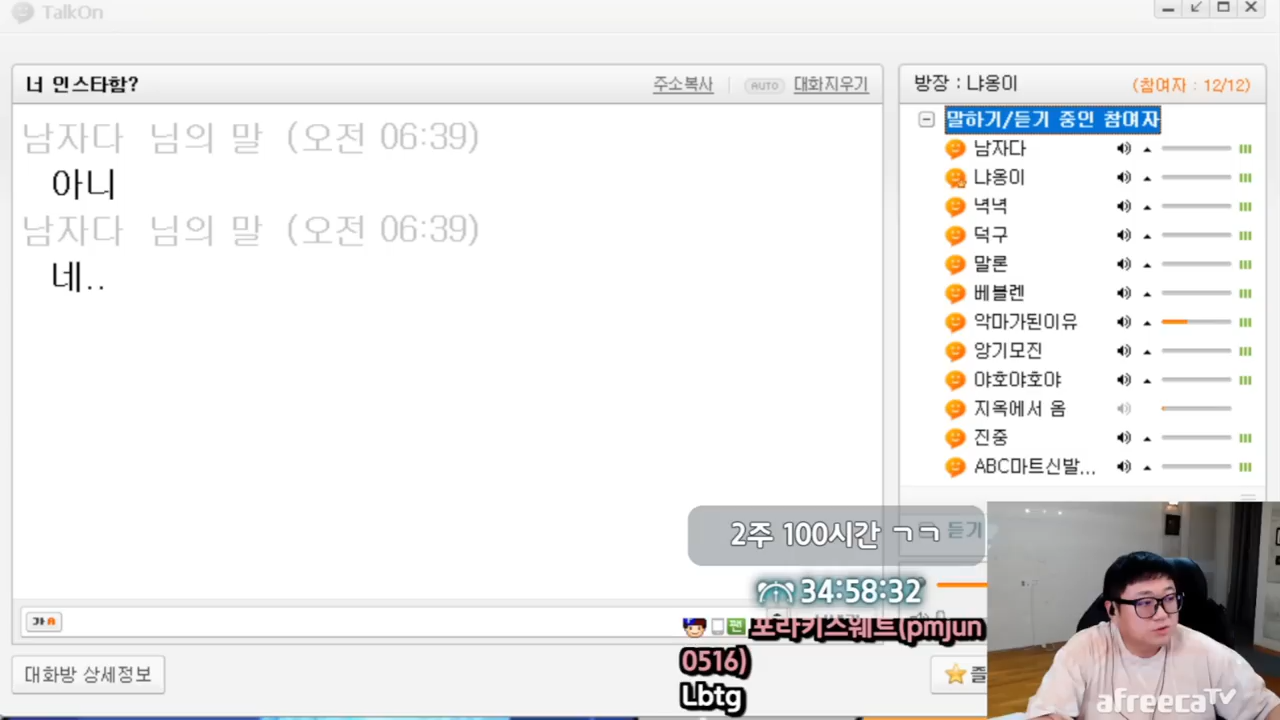 TalkOn
너 인스타함?
주소복사
AUTO
대화지우기
남자다 님의 말 (오전 06:39)
아니
남자다 님의 말 (오전 06:39)
네..
방장 : 냐옹이
(참여자 : 12/12)
말하기/듣기 중인 참여자
남자다
냐옹이
녁녁
덕구
말론
베블렌
악마가된이유
앙기모진
야호야호야
지옥에서 옴
진중
ABC마트신발...
듣기
2주 100시간 ㄱㄱ
34:58:32
팬 포라키스웨트(pmjun
0516)
Lbtg
가
대화방 상세정보
즐
afreecaTV